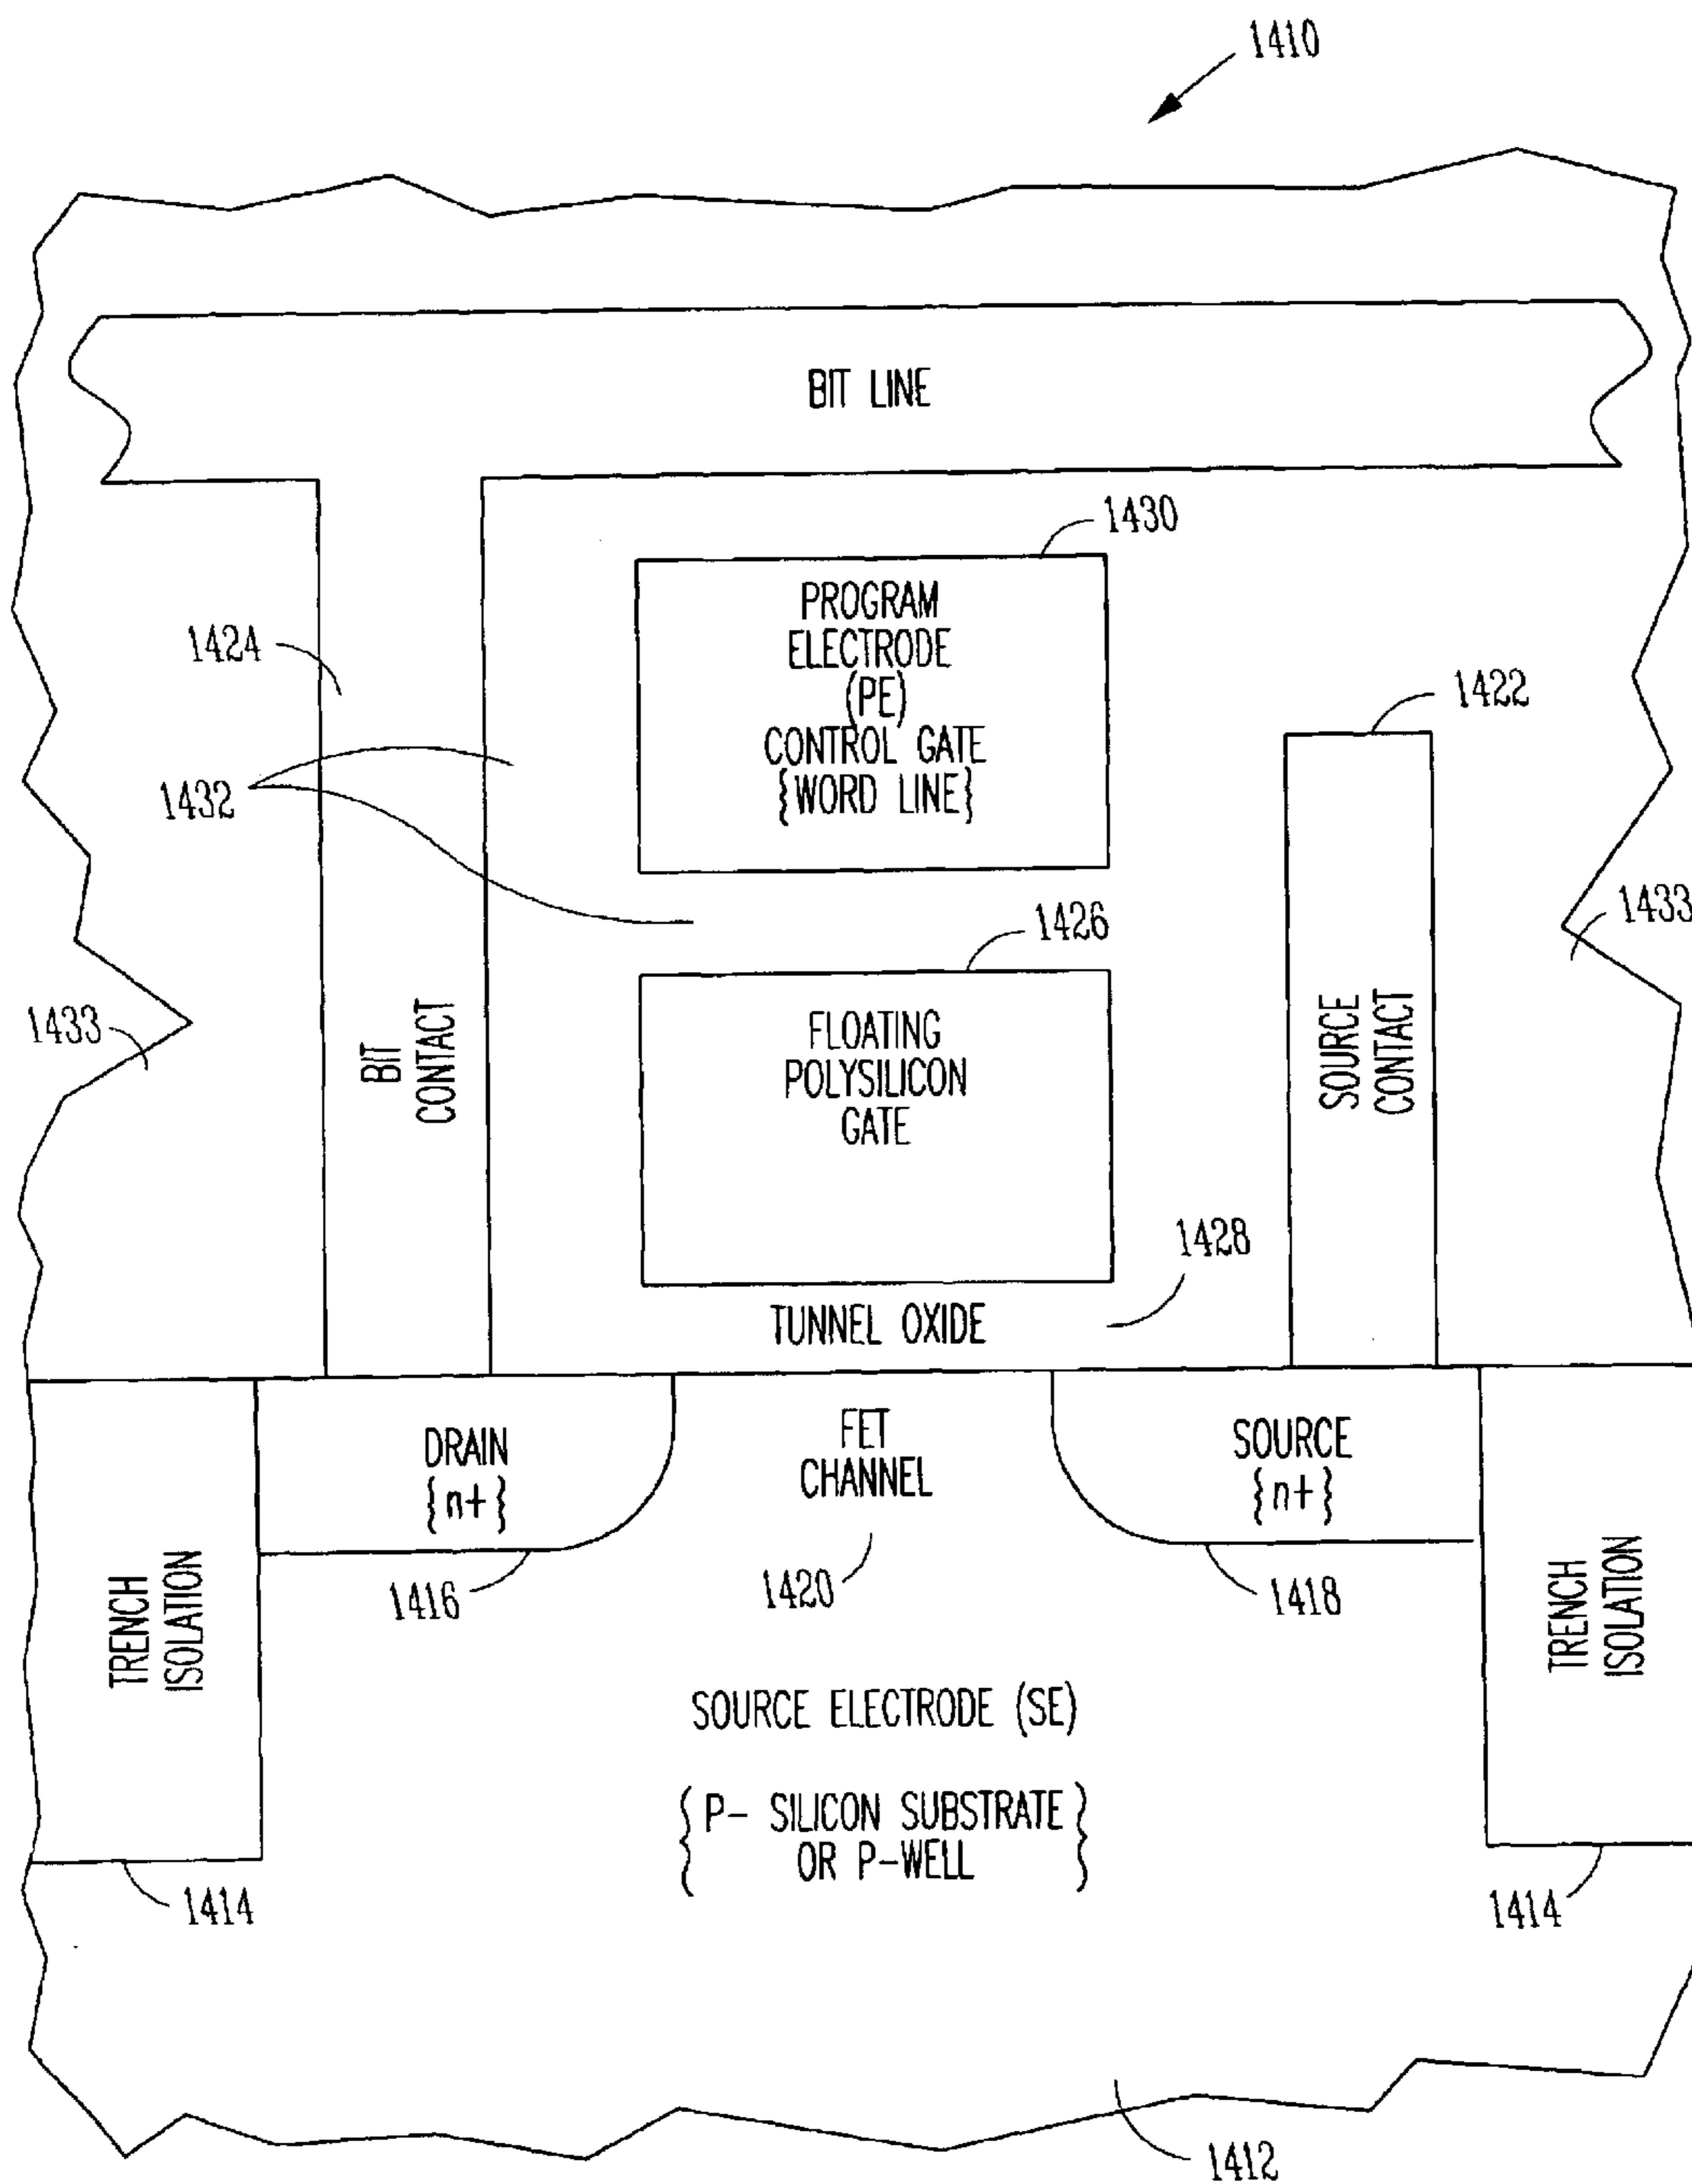 1410
BIT LINE
1430
PROGRAM
ELECTRODE
(PE)
CONTROL GATE
{WORD LINE}
1424
1422
1432
1433
1426
FLOATING
POLYSILICON
GATE
1433
BIT
CONTACT
SOURCE
CONTACT
1428
TUNNEL OXIDE
DRAIN
{n+}
FET
CHANNEL
SOURCE
{n+}
1416
1420
1418
TRENCH
ISOLATION
TRENCH
ISOLATION
SOURCE ELECTRODE (SE)
{P- SILICON SUBSTRATE
OR P-WELL}
1414
1414
1412